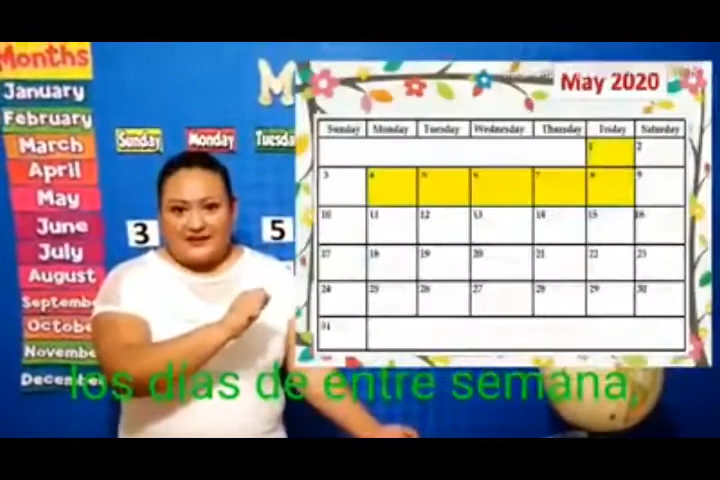 Months
January
February
March
April
May
June
July
August
September
October
November
December
M
Sunday
Monday
Tuesda
3
5
May 2020
Sunday Monday Tuesday Wednesday Thursday Friday Saturday
1 2
3 4 5 6 7 8 9
10 11 12 13 14 15 16
17 18 19 20 21 22 23
24 25 26 27 28 29 30
31
los días de entre semana,